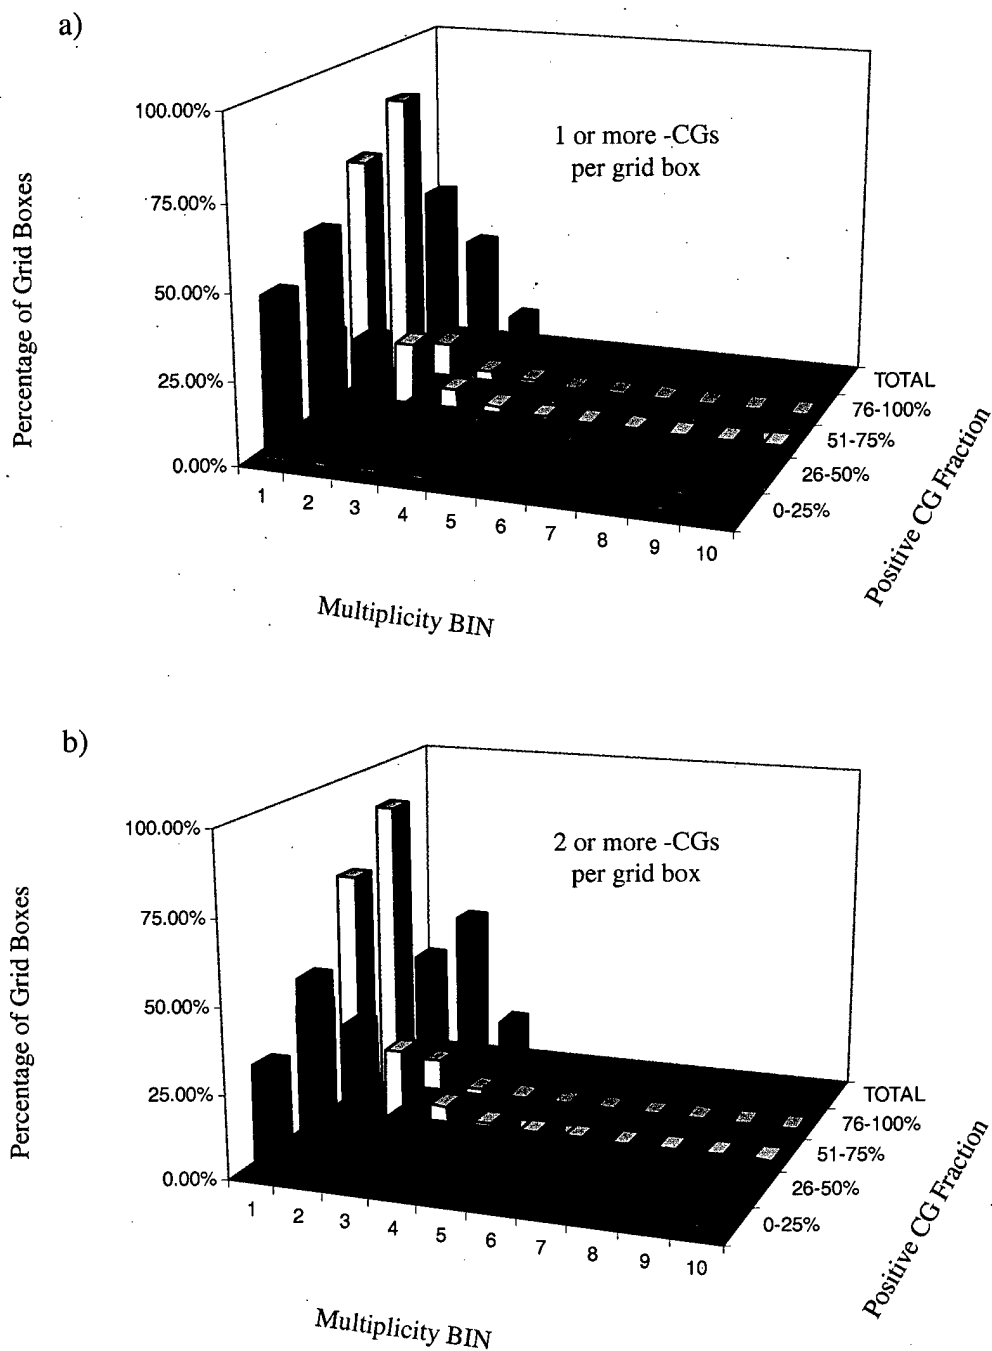 a)
100.00%
75.00%
50.00%
25.00%
0.00%
Percentage of Grid Boxes
1 or more -CGs
per grid box
1 2 3 4 5 6 7 8 9 10
Multiplicity BIN
TOTAL
76-100%
51-75%
26-50%
0-25%
Positive CG Fraction
b)
100.00%
75.00%
50.00%
25.00%
0.00%
Percentage of Grid Boxes
2 or more -CGs
per grid box
1 2 3 4 5 6 7 8 9 10
Multiplicity BIN
TOTAL
76-100%
51-75%
26-50%
0-25%
Positive CG Fraction